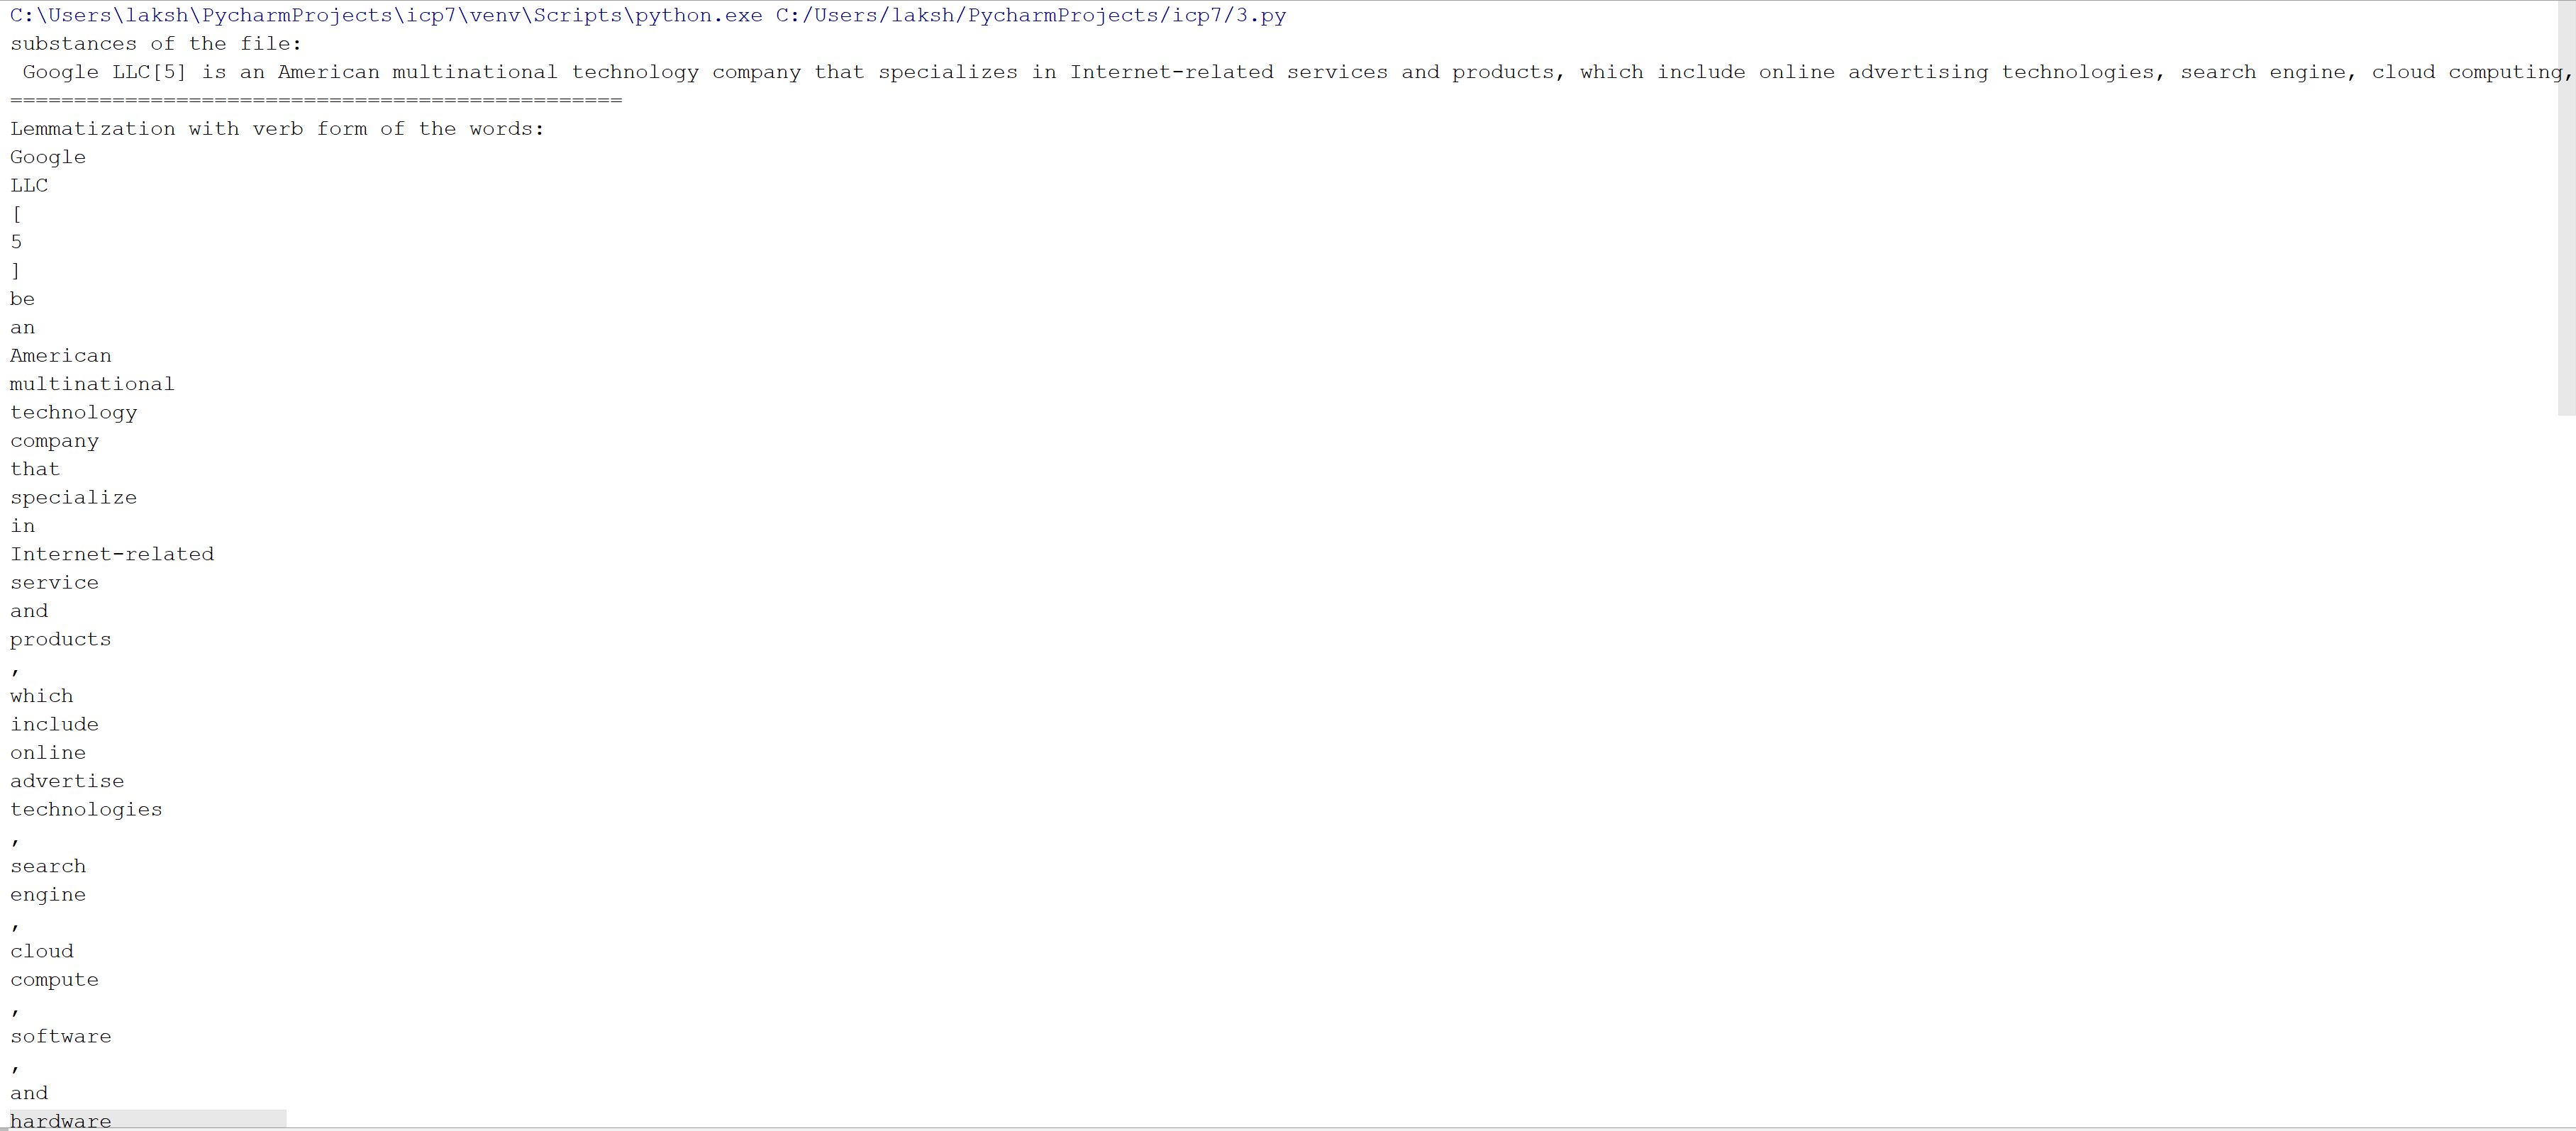 C:\Users\laksh\PycharmProjects\icp7\venv\Scripts\python.exe C:/Users/laksh/PycharmProjects/icp7/3.py
substances of the file:
 Google LLC[5] is an American multinational technology company that specializes in Internet-related services and products, which include online advertising technologies, search engine, cloud computing,
================================================
Lemmatization with verb form of the words:
Google
LLC
[
5
]
be
an
American
multinational
technology
company
that
specialize
in
Internet-related
service
and
products
,
which
include
online
advertise
technologies
,
search
engine
,
cloud
compute
,
software
,
and
hardware